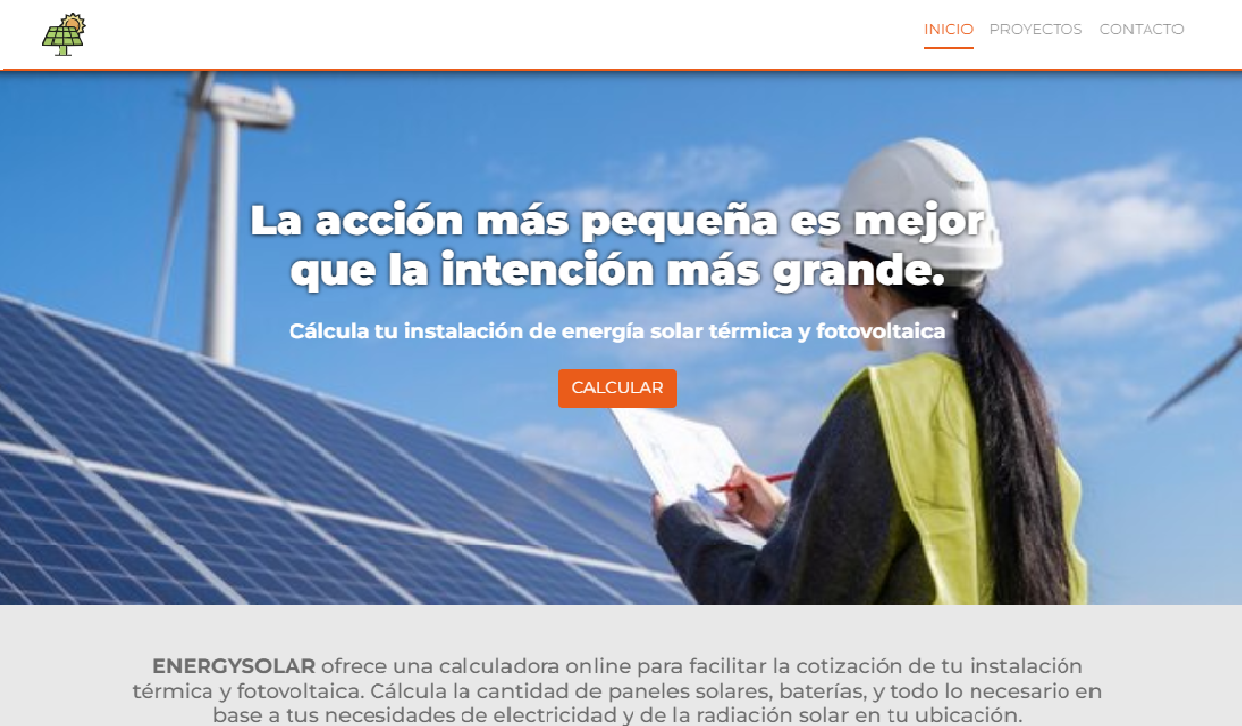 INICIO PROYECTOS CONTACTO
La acción más pequeña es mejor
que la intención más grande.
Cálcula tu instalación de energía solar térmica y fotovoltaica
CALCULAR
ENERGYSOLAR ofrece una calculadora online para facilitar la cotización de tu instalación
térmica y fotovoltaica. Cálcula la cantidad de paneles solares, baterías, y todo lo necesario en
base a tus necesidades de electricidad y de la radiación solar en tu ubicación.